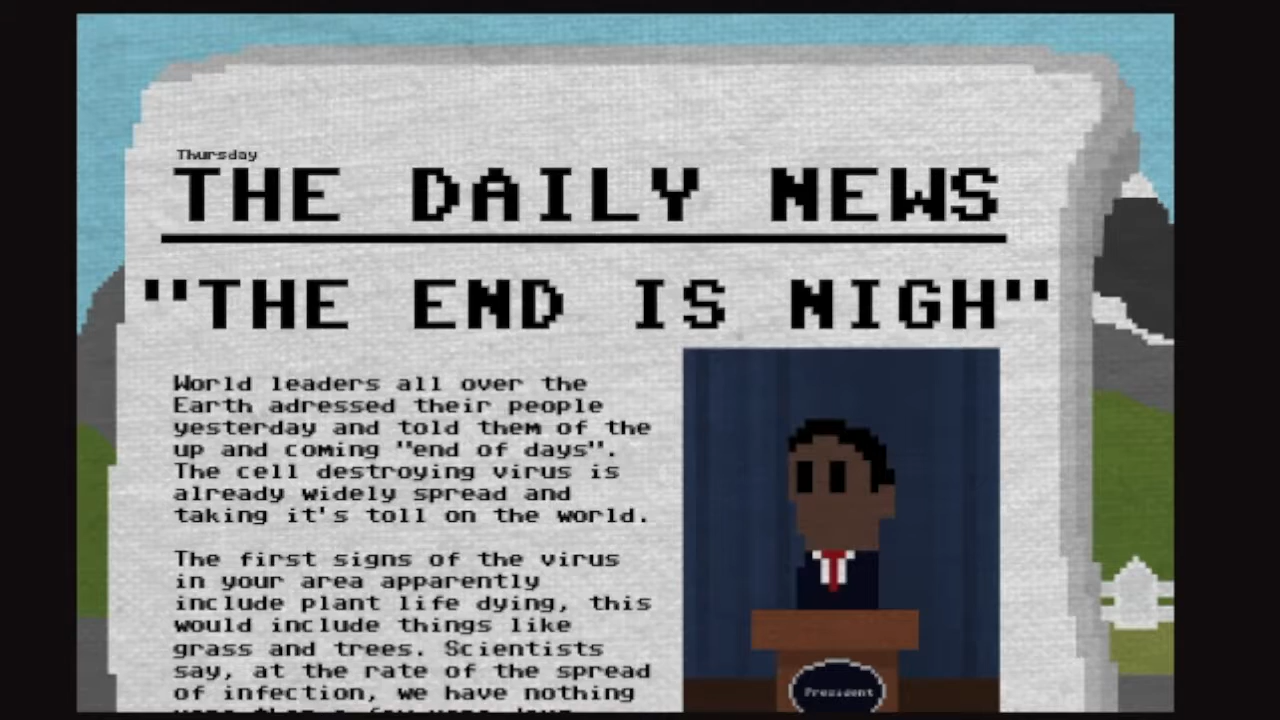 Thursday
THE DAILY NEWS
"THE END IS NIGH"
World leaders all over the
Earth adressed their people
yesterday and told them of the
up and coming "end of days".
The cell destroying virus is
already widely spread and
taking it's toll on the world.
The first signs of the virus
in your area apparently
include plant life dying, this
would include things like
grass and trees. Scientists
say, at the rate of the spread
of infection, we have nothing
President